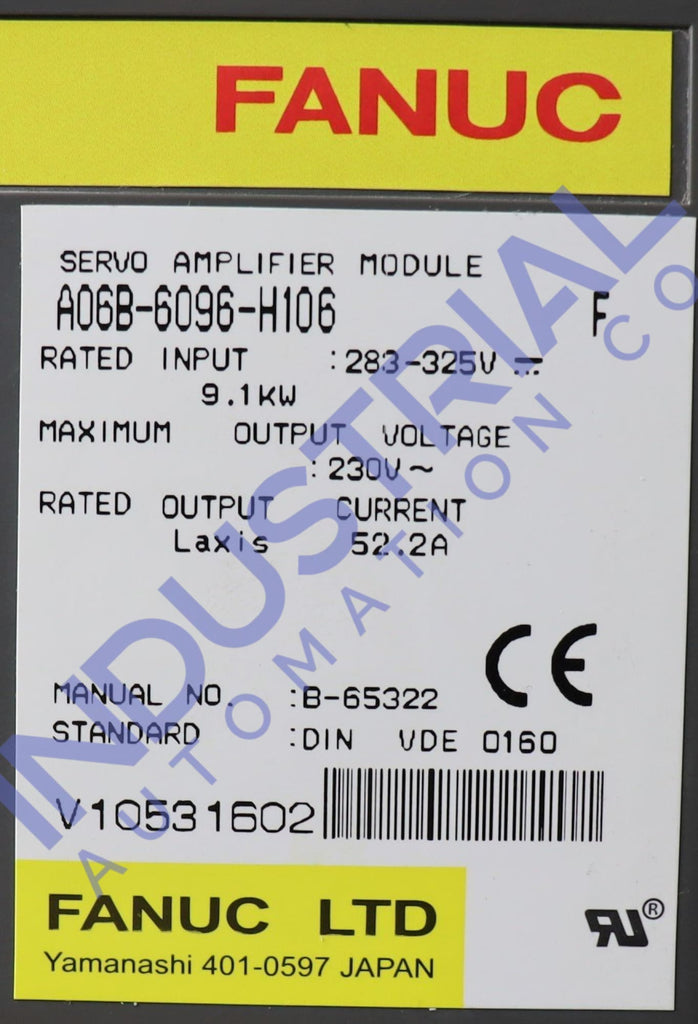 FANUC
SERVO AMPLIFIER MODULE
A06B-6096-H106 F
RATED INPUT :283-325V ⎓
9.1kW
MAXIMUM OUTPUT VOLTAGE
:230V~
RATED OUTPUT CURRENT
Laxis 52.2A
CE
MANUAL NO. :B-65322
STANDARD :DIN VDE 0160
V10531602
FANUC LTD
Yamanashi 401-0597 JAPAN
RU®
INDUSTRIAL
AUTOMATION CO